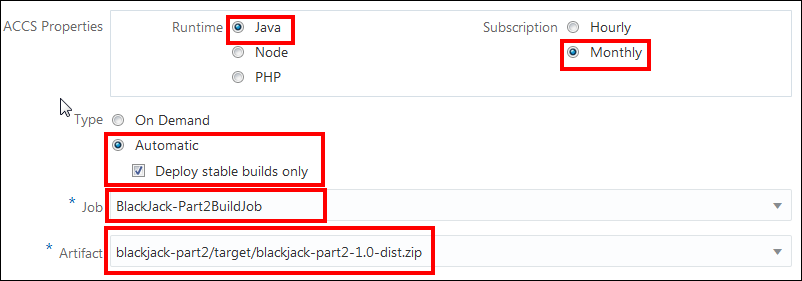 ACCS Properties Runtime Java Subscription Hourly
Node Monthly
PHP
Type On Demand
Automatic
Deploy stable builds only
* Job BlackJack-Part2BuildJob
* Artifact blackjack-part2/target/blackjack-part2-1.0-dist.zip